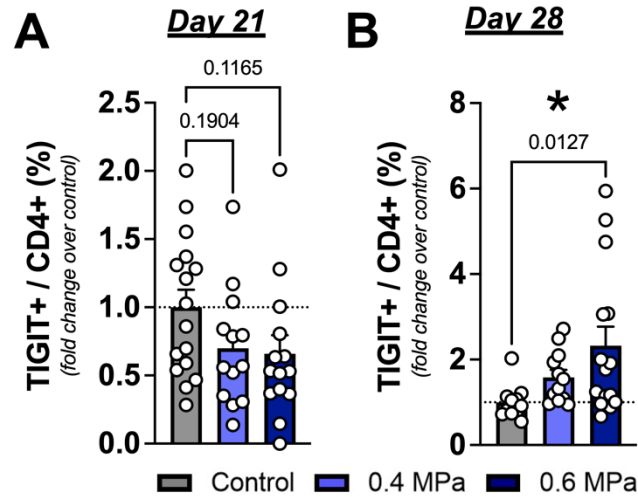 A
Day 21
0.1165
0.1904
TIGIT+ / CD4+ (%)
(fold change over control)
2.5
2.0
1.5
1.0
0.5
0.0
B
Day 28
*
0.0127
TIGIT+ / CD4+ (%)
(fold change over control)
8
6
4
2
0
Control
0.4 MPa
0.6 MPa